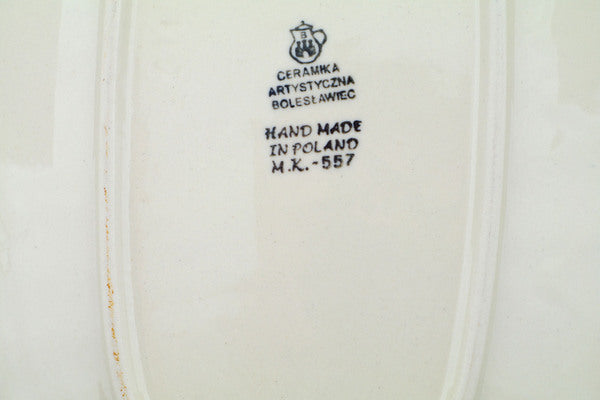 B
CERAMIKA
ARTYSTYCZNA
BOLESŁAWIEC
HAND MADE
IN POLAND
M.K.-557